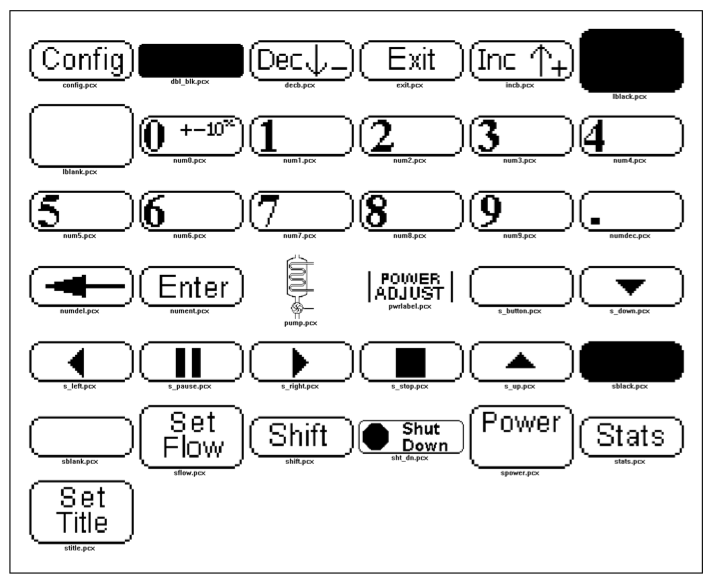 Config Dec↓_ Exit Inc ↑+
config.pcx dbl_blk.pcx decb.pcx exit.pcx incb.pcx lblack.pcx
0 +-10^x 1 2 3 4
lblank.pcx num0.pcx num1.pcx num2.pcx num3.pcx num4.pcx
5 6 7 8 9 .
num5.pcx num6.pcx num7.pcx num8.pcx num9.pcx numdec.pcx
Enter POWER
ADJUST
numdel.pcx nument.pcx pump.pcx pwrlabel.pcx s_button.pcx s_down.pcx
s_left.pcx s_pause.pcx s_right.pcx s_stop.pcx s_up.pcx sblack.pcx
Set
Flow Shift Shut
Down Power Stats
sblank.pcx sflow.pcx shift.pcx sht_dn.pcx spower.pcx stats.pcx
Set
Title
stitle.pcx